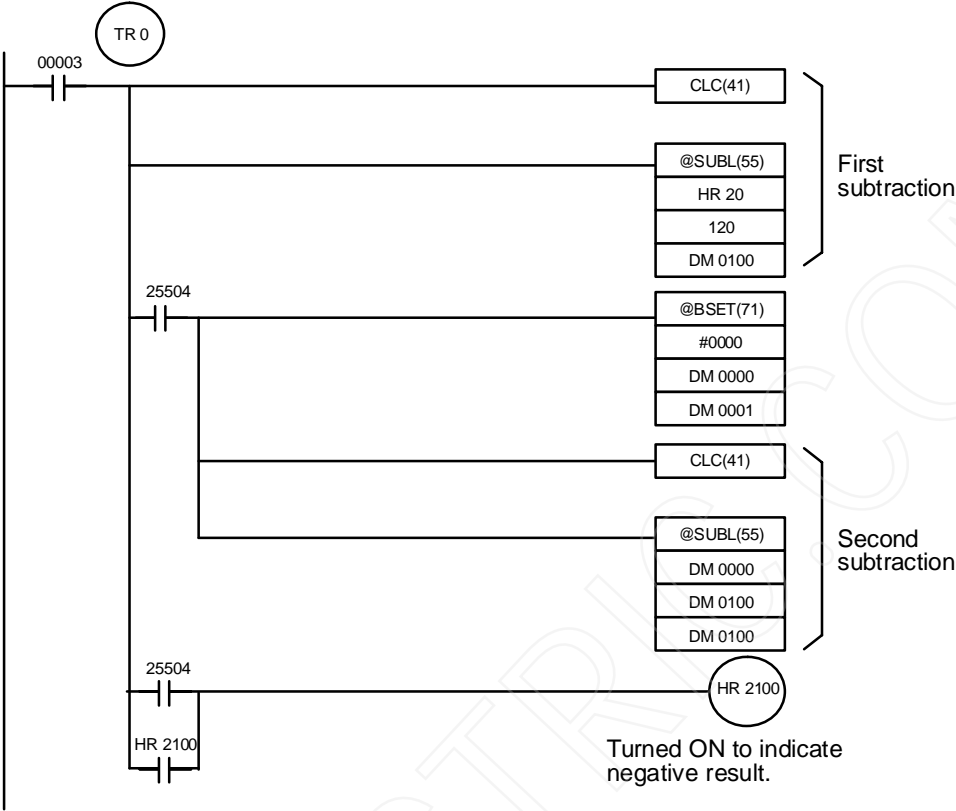 TR 0
00003
CLC(41)
@SUBL(55)
HR 20
120
DM 0100
First
subtraction
25504
@BSET(71)
#0000
DM 0000
DM 0001
CLC(41)
@SUBL(55)
DM 0000
DM 0100
DM 0100
Second
subtraction
25504
HR 2100
HR 2100
Turned ON to indicate
negative result.